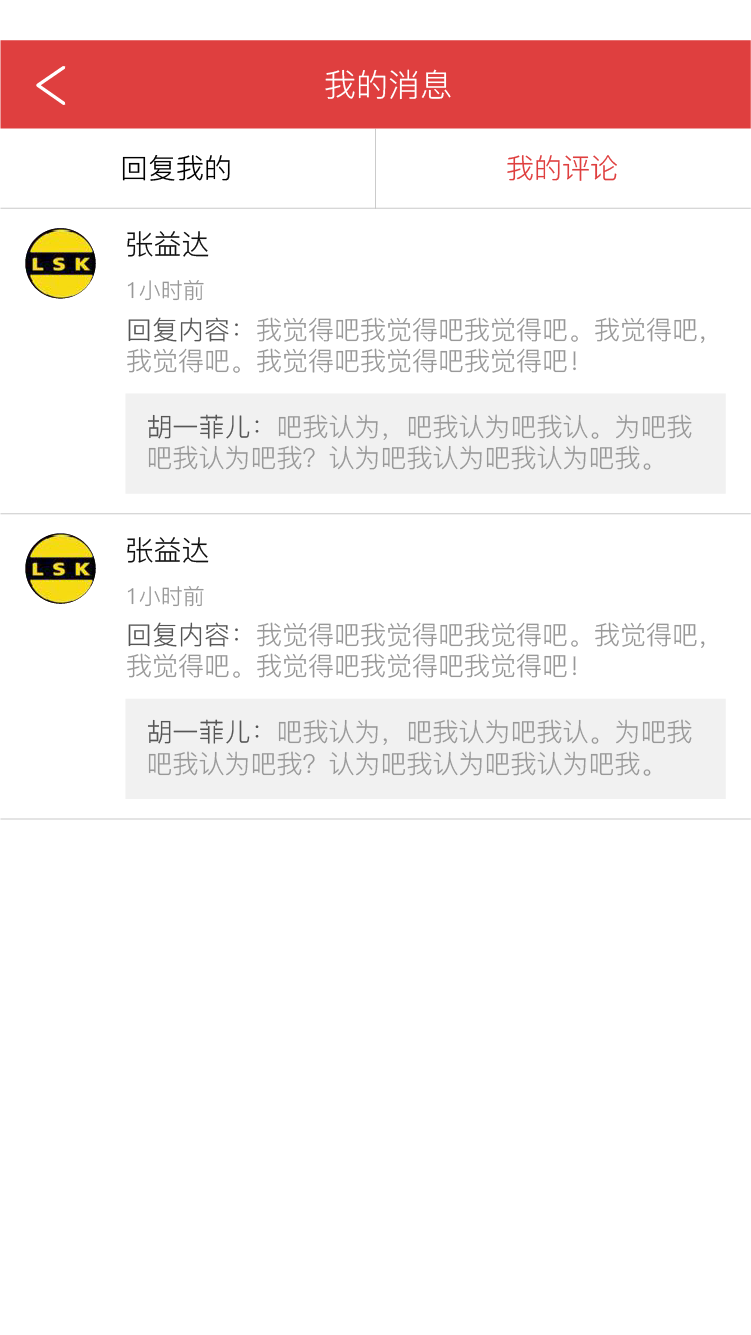 我的消息
回复我的
我的评论
LSK
张益达
1小时前
回复内容：我觉得吧我觉得吧我觉得吧。我觉得吧，
我觉得吧。我觉得吧我觉得吧我觉得吧！
胡一菲儿：吧我认为，吧我认为吧我认。为吧我
吧我认为吧我？认为吧我认为吧我认为吧我。
LSK
张益达
1小时前
回复内容：我觉得吧我觉得吧我觉得吧。我觉得吧，
我觉得吧。我觉得吧我觉得吧我觉得吧！
胡一菲儿：吧我认为，吧我认为吧我认。为吧我
吧我认为吧我？认为吧我认为吧我认为吧我。